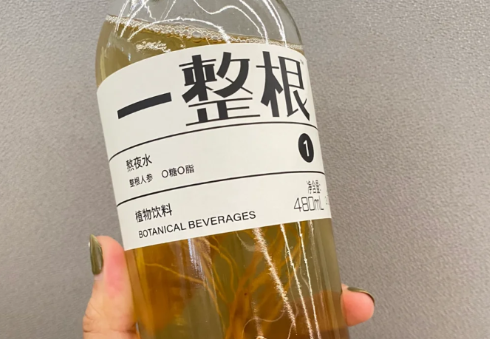 一整根
1
熬夜水
整根人参 0糖0脂
净含量:
480mL
植物饮料
BOTANICAL BEVERAGES